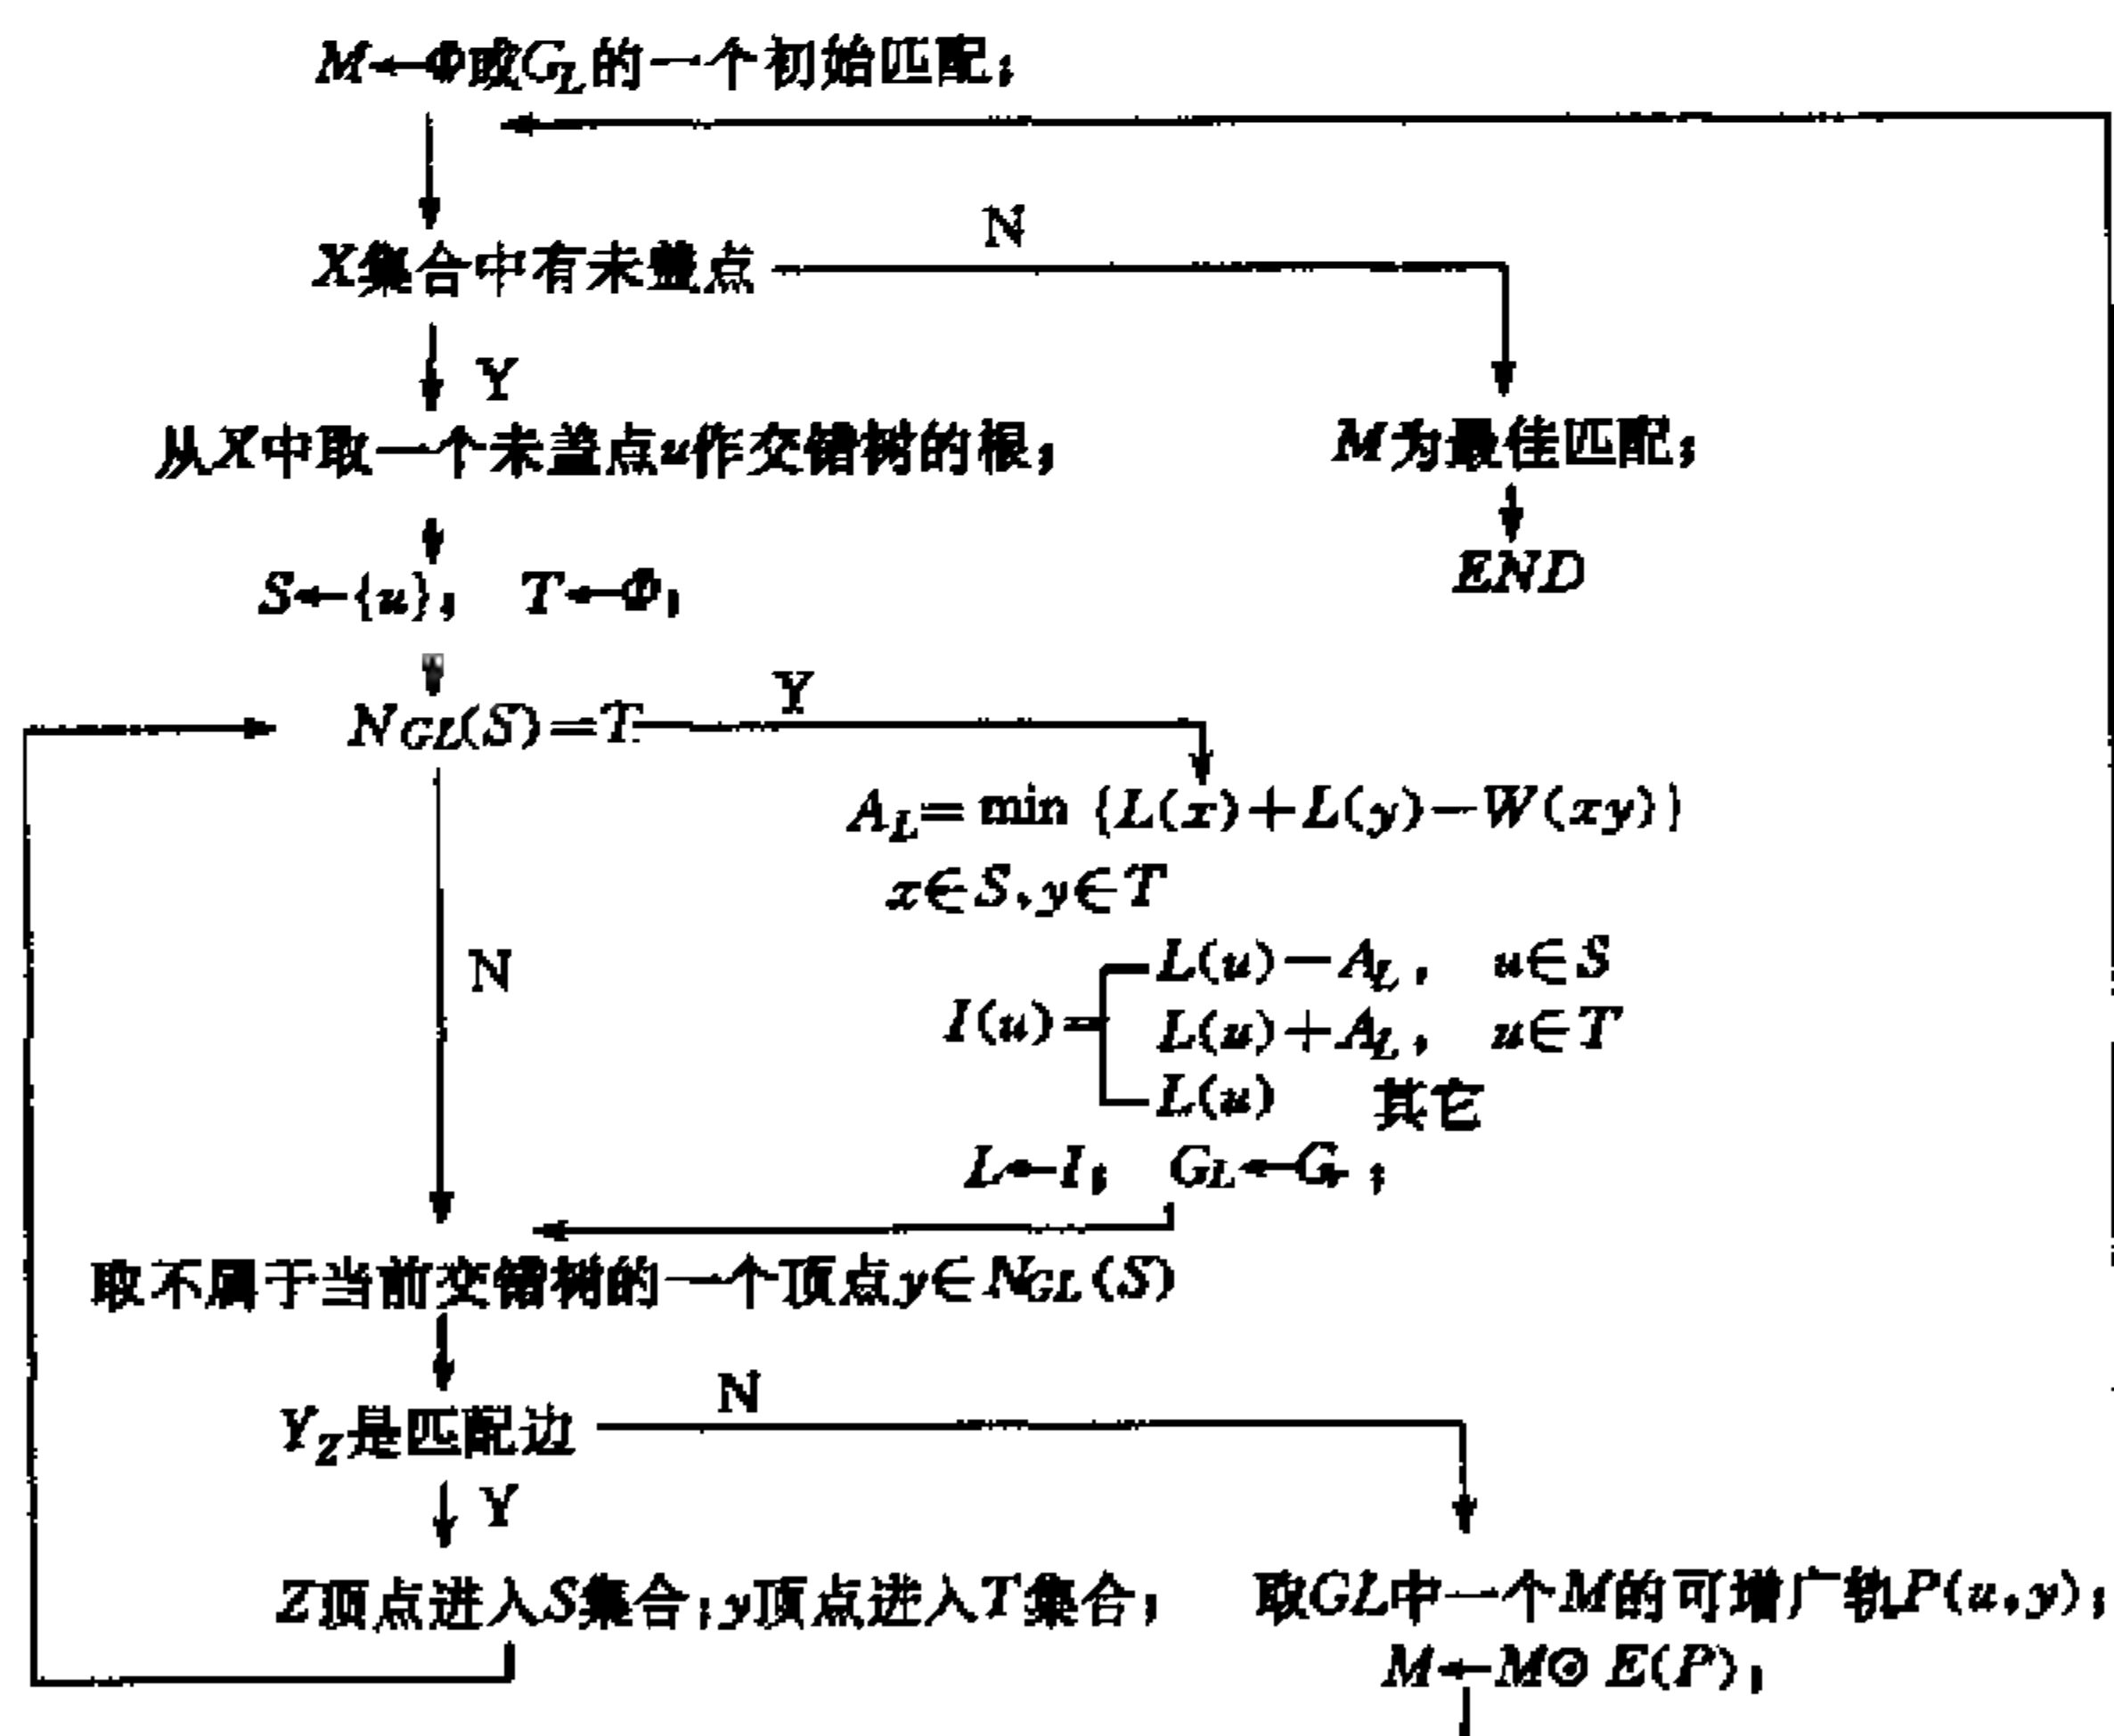 M←Φ或G_L的一个初始匹配；
N
X集合中有未盖点
Y
从X中取一个未盖点u作交错树的根；
M为最佳匹配；
S←{u}； T←Φ；
END
N_GL(S)=T
Y
A_L=min {L(x)+L(y)-W(xy)}
x∈S,y∈T
N
L(u)-A_L， u∈S
I(u)=
L(u)+A_L， u∈T
L(u) 其它
L←I； G_L←G ；
取不属于当前交错树的一个顶点y∈N_GL(S)
N
Y_Z是匹配边
Y
Z顶点进入S集合；y顶点进入T集合；
取GL中一个M的可增广轨P(u,y)；
M←M⊙E(P)；